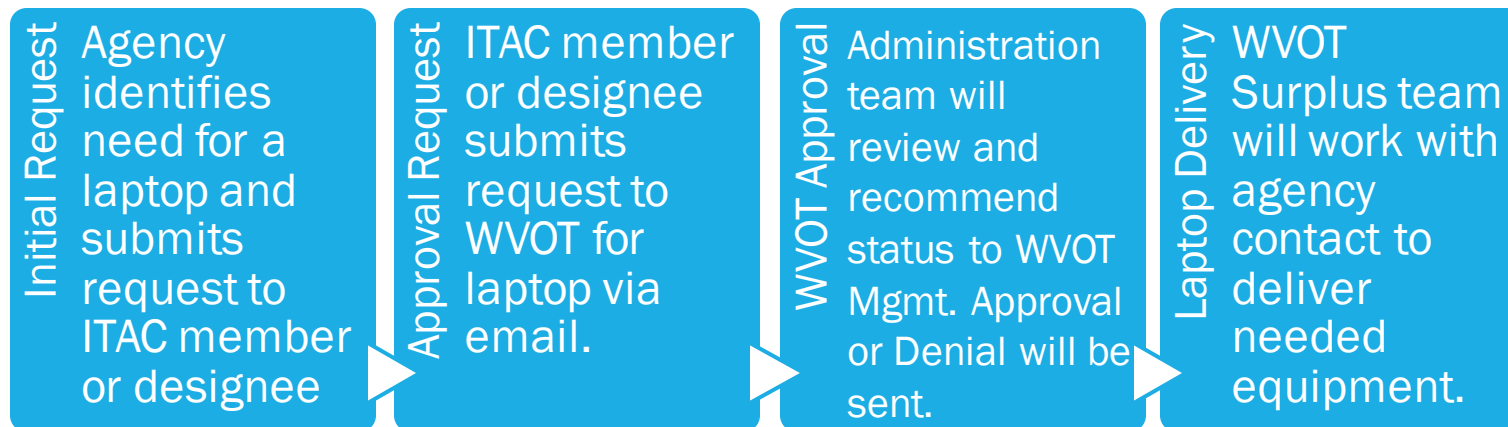 Initial Request
Agency
identifies
need for a
laptop and
submits
request to
ITAC member
or designee
Approval Request
ITAC member
or designee
submits
request to
WVOT for
laptop via
email.
WVOT Approval
Administration
team will
review and
recommend
status to WVOT
Mgmt. Approval
or Denial will be
sent.
Laptop Delivery
WVOT
Surplus team
will work with
agency
contact to
deliver
needed
equipment.